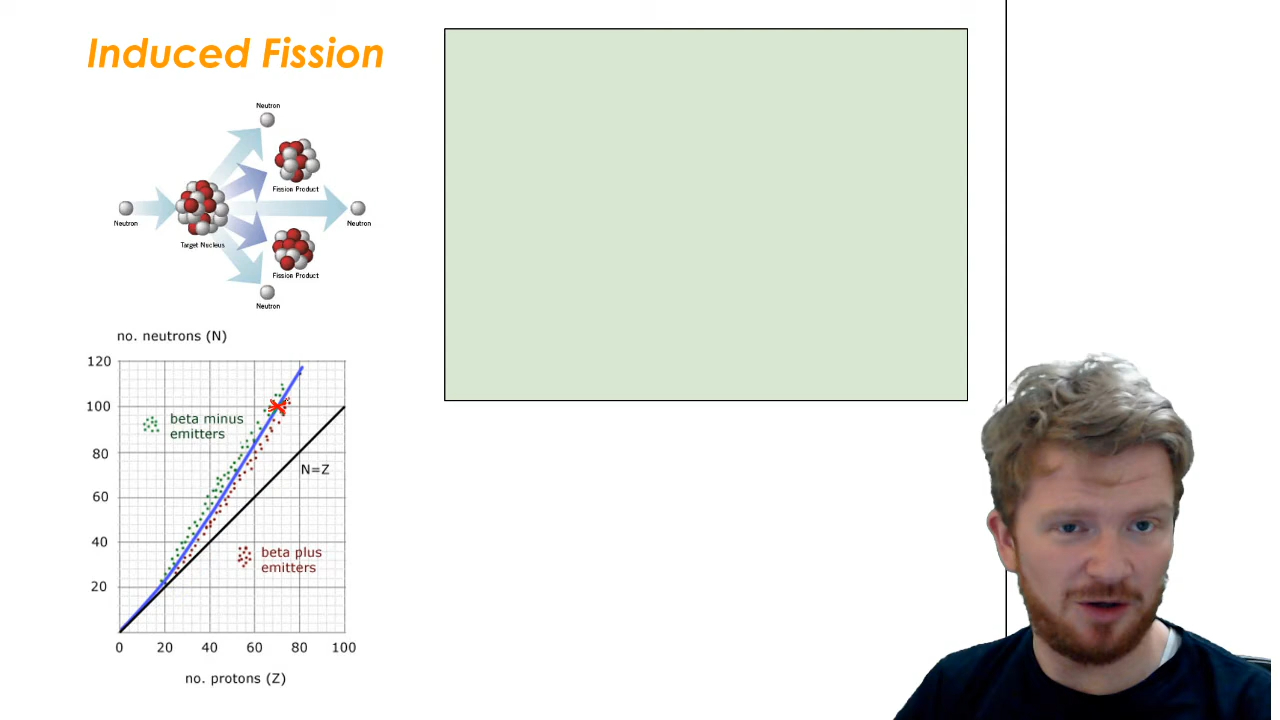 Induced Fission
Neutron
Fission Product
Neutron
Neutron
Target Nucleus
Fission Product
Neutron
no. neutrons (N)
120
100
80
60
40
20
beta minus
emitters
N=Z
beta plus
emitters
0 20 40 60 80 100
no. protons (Z)